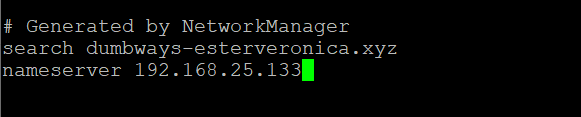 # Generated by NetworkManager
search dumbways-esterveronica.xyz
nameserver 192.168.25.133